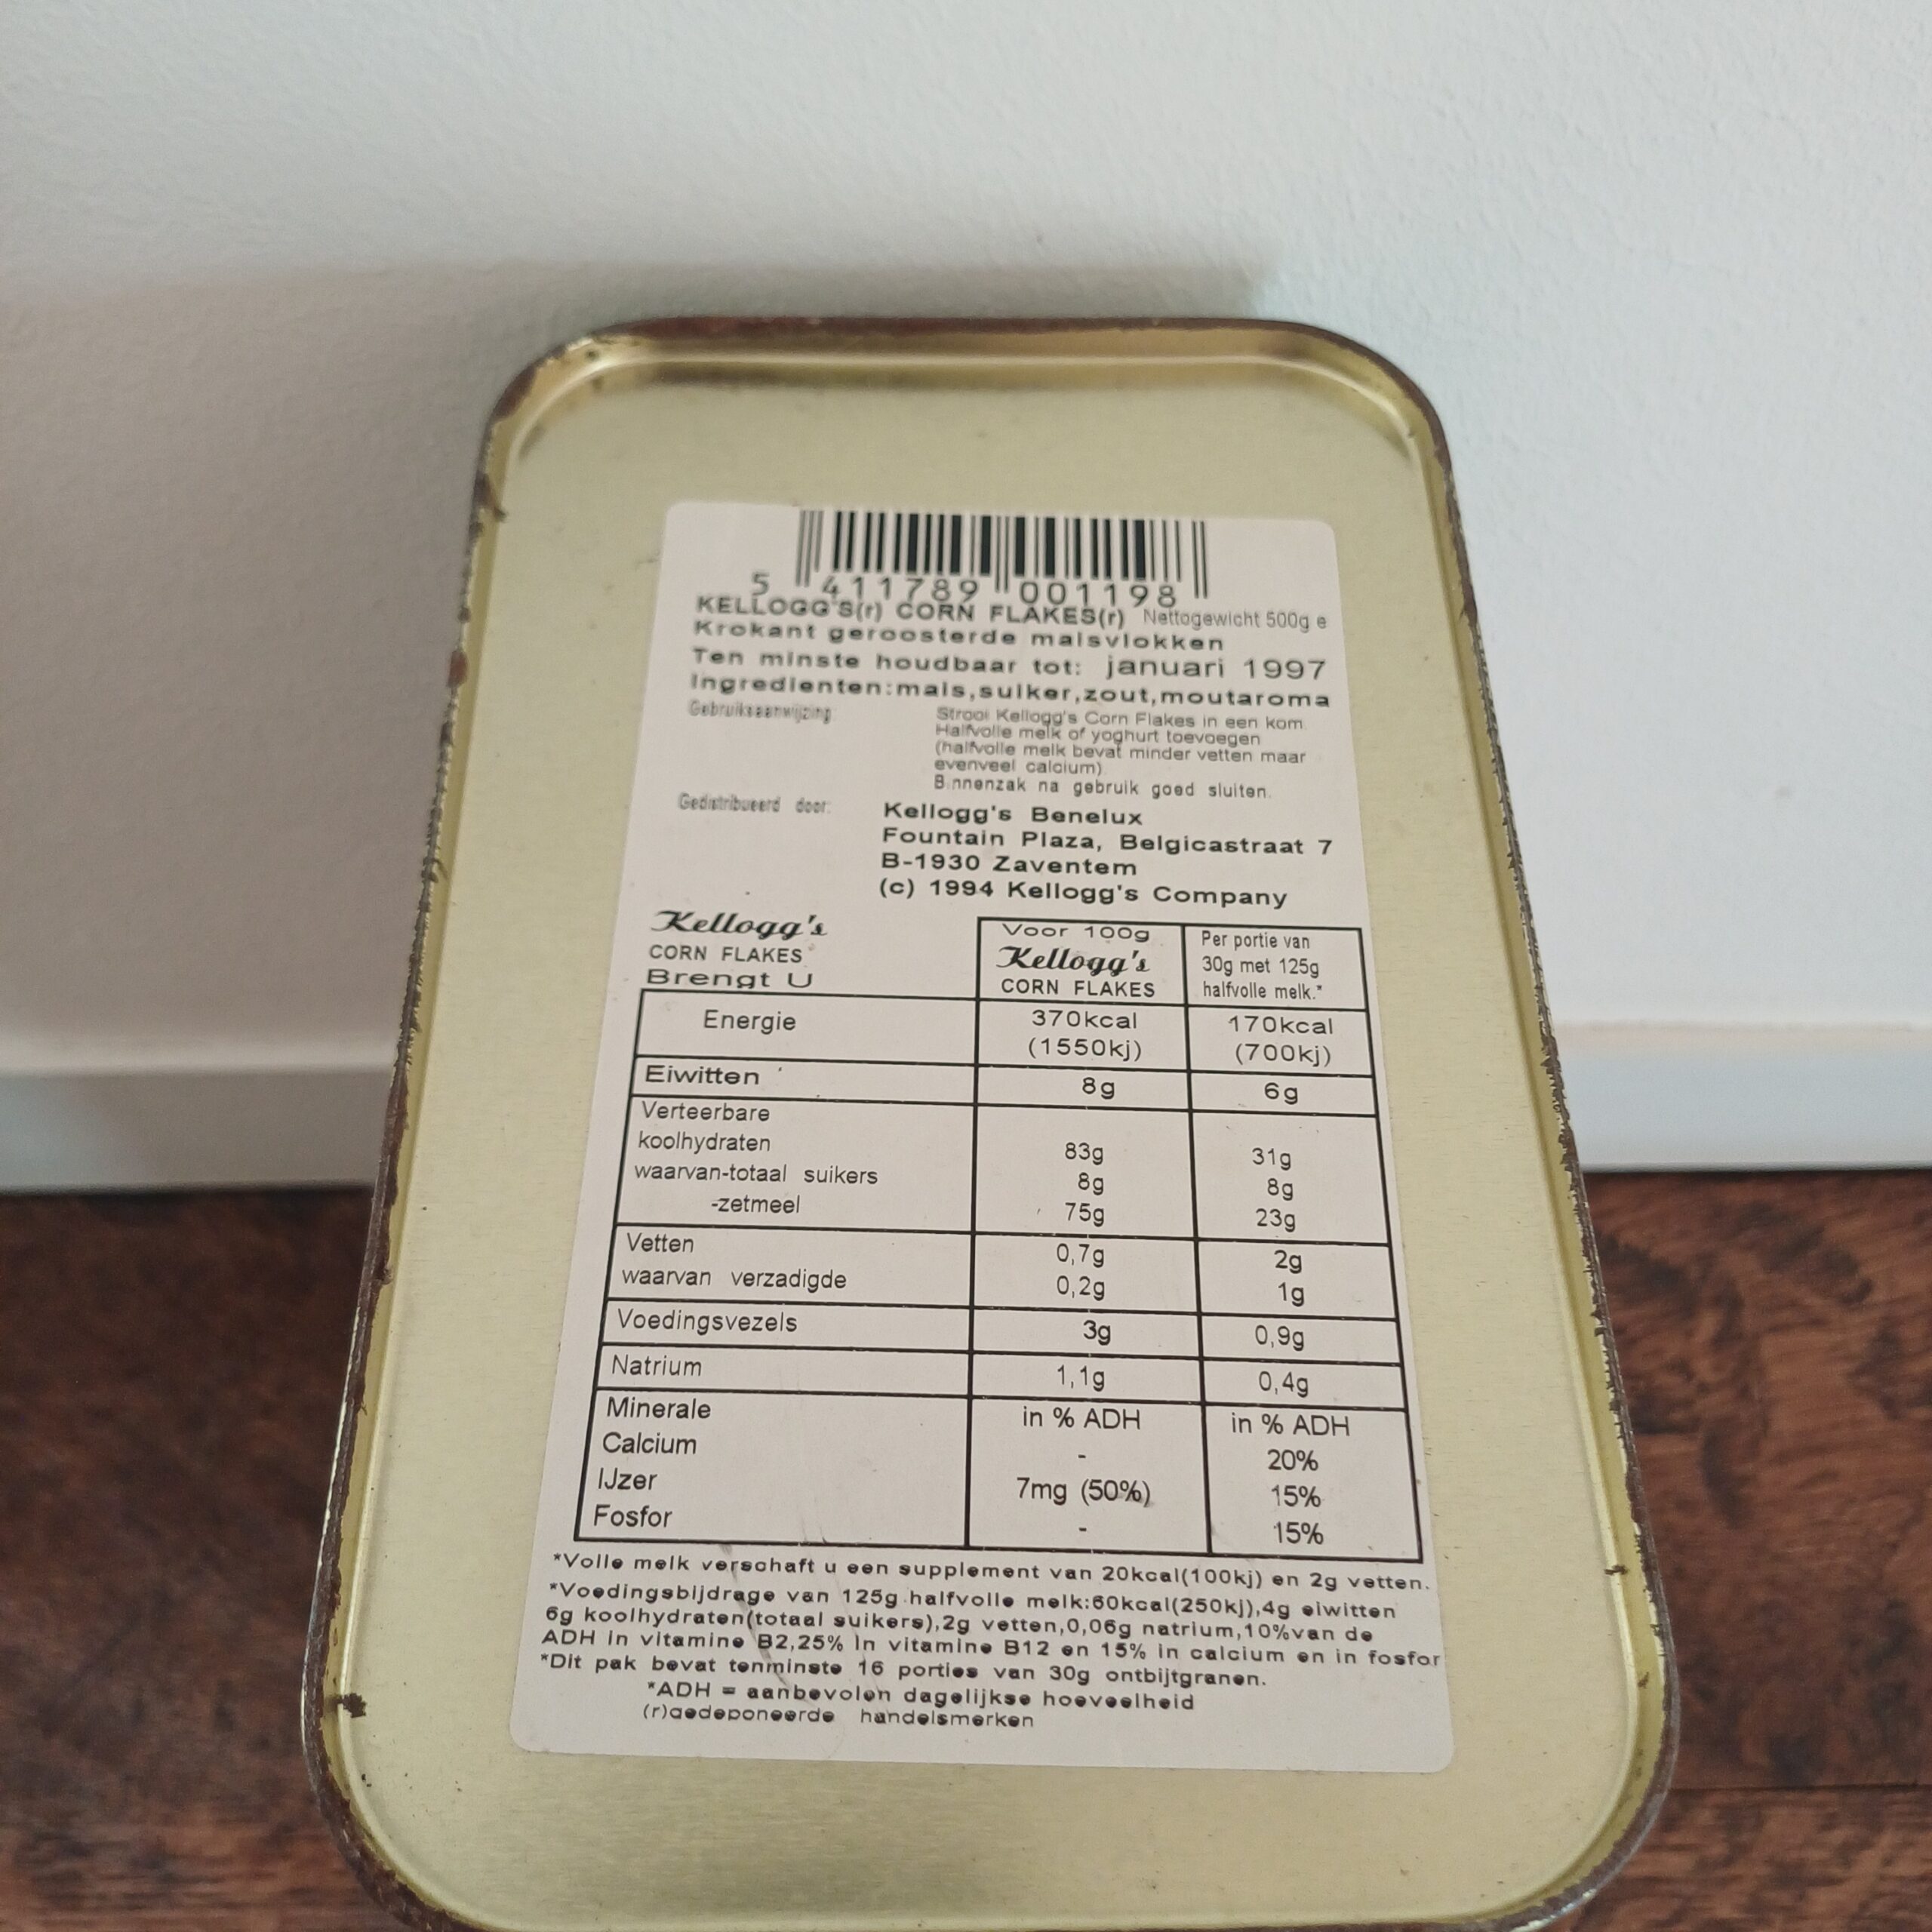 5 411789 001198
KELLOGG'S(r) CORN FLAKES(r) Nettogewicht 500g e
Krokant geroosterde maisvlokken
Ten minste houdbaar tot: januari 1997
Ingredienten:mais,suiker,zout,moutaroma
Gebruiksaanwijzing Strooi Kellogg's Corn Flakes in een kom.
Halfvolle melk of yoghurt toevoegen
(halfvolle melk bevat minder vetten maar
evenveel calcium)
Binnenzak na gebruik goed sluiten.
Gedistribueerd door: Kellogg's Benelux
Fountain Plaza, Belgicastraat 7
B-1930 Zaventem
(c) 1994 Kellogg's Company
Kellogg's
CORN FLAKES
Brengt U
Voor 100g
Kellogg's
CORN FLAKES
Per portie van
30g met 125g
halfvolle melk.*
Energie 370kcal 170kcal
(1550kj) (700kj)
Eiwitten 8g 6g
Verteerbare
koolhydraten 83g 31g
waarvan-totaal suikers 8g 8g
-zetmeel 75g 23g
Vetten 0,7g 2g
waarvan verzadigde 0,2g 1g
Voedingsvezels 3g 0,9g
Natrium 1,1g 0,4g
Minerale in % ADH in % ADH
Calcium - 20%
IJzer 7mg (50%) 15%
Fosfor - 15%
*Volle melk verschaft u een supplement van 20kcal(100kj) en 2g vetten.
*Voedingsbijdrage van 125g halfvolle melk:60kcal(250kj),4g eiwitten
6g koolhydraten(totaal suikers),2g vetten,0,06g natrium,10%van de
ADH in vitamine B2,25% in vitamine B12 en 15% in calcium en in fosfor
*Dit pak bevat tenminste 16 porties van 30g ontbijtgranen.
*ADH = aanbevolen dagelijkse hoeveelheid
(r)gedeponeerde handelsmerken